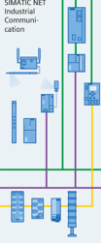 SIMATIC NET
Industrial
Communi-
cation